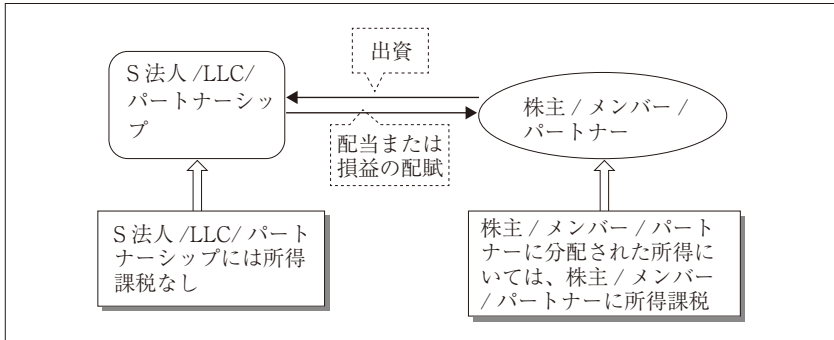 出資
S 法人 /LLC/
パートナーシッ
プ
株主 / メンバー /
パートナー
配当または
損益の配賦
S 法人 /LLC/ パート
ナーシップには所得
課税なし
株主 / メンバー / パート
ナーに分配された所得に
いては、株主 / メンバー
/ パートナーに所得課税